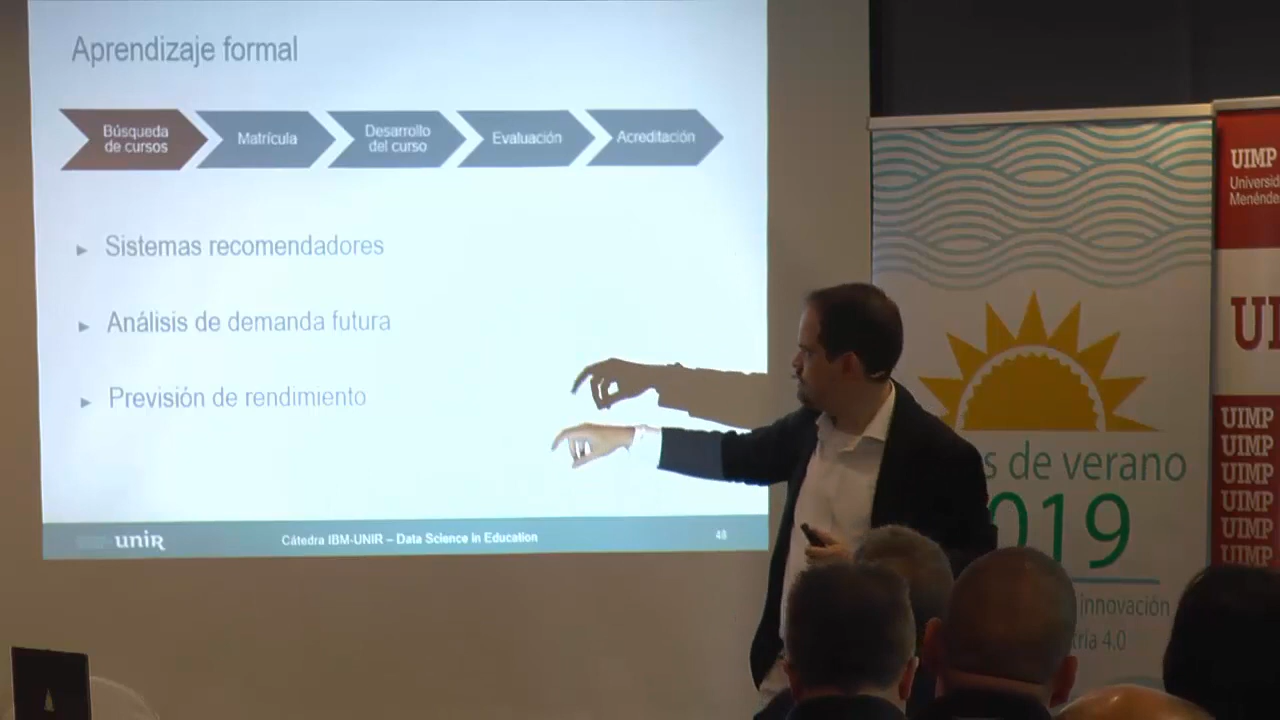 Aprendizaje formal
Búsqueda
de cursos
Matrícula
Desarrollo
del curso
Evaluación
Acreditación
Sistemas recomendadores
Análisis de demanda futura
Previsión de rendimiento
unir
Cátedra IBM-UNIR – Data Science in Education
48
s de verano
019
innovación
tría 4.0
UIMP
Universid
Menénde
UI
UIMP
UIMP
UIMP
UIMP
UIMP
UIMP